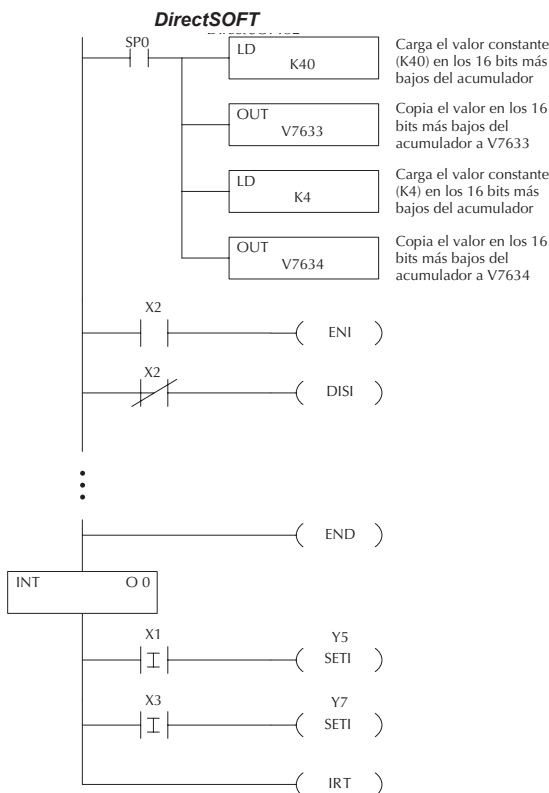 DirectSOFT
SP0
LD
K40
Carga el valor constante
(K40) en los 16 bits más
bajos del acumulador
OUT
V7633
Copia el valor en los 16
bits más bajos del
acumulador a V7633
LD
K4
Carga el valor constante
(K4) en los 16 bits más
bajos del acumulador
OUT
V7634
Copia el valor en los 16
bits más bajos del
acumulador a V7634
X2
ENI
X2
DISI
END
INT O 0
X1
Y5
SETI
X3
Y7
SETI
IRT